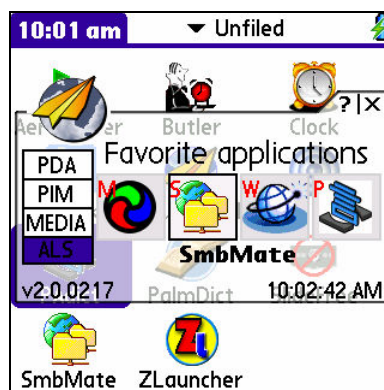 10:01 am Unfiled
? X
Butler Clock
Favorite applications
PDA
PIM
MEDIA
ALS
M S W P
SmbMate
v2.0.0217 PalmDict 10:02:42 AM
SmbMate ZLauncher